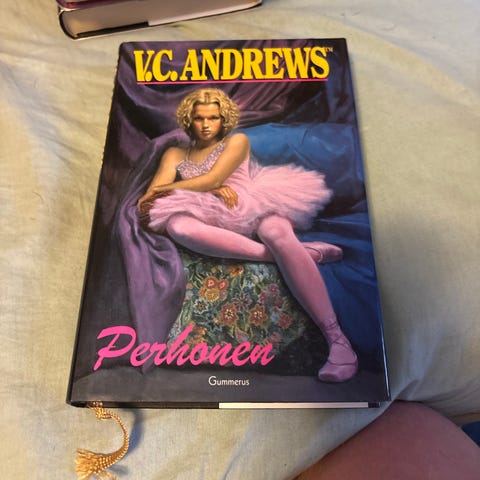 V.C. ANDREWS™
Perhonen
Gummerus